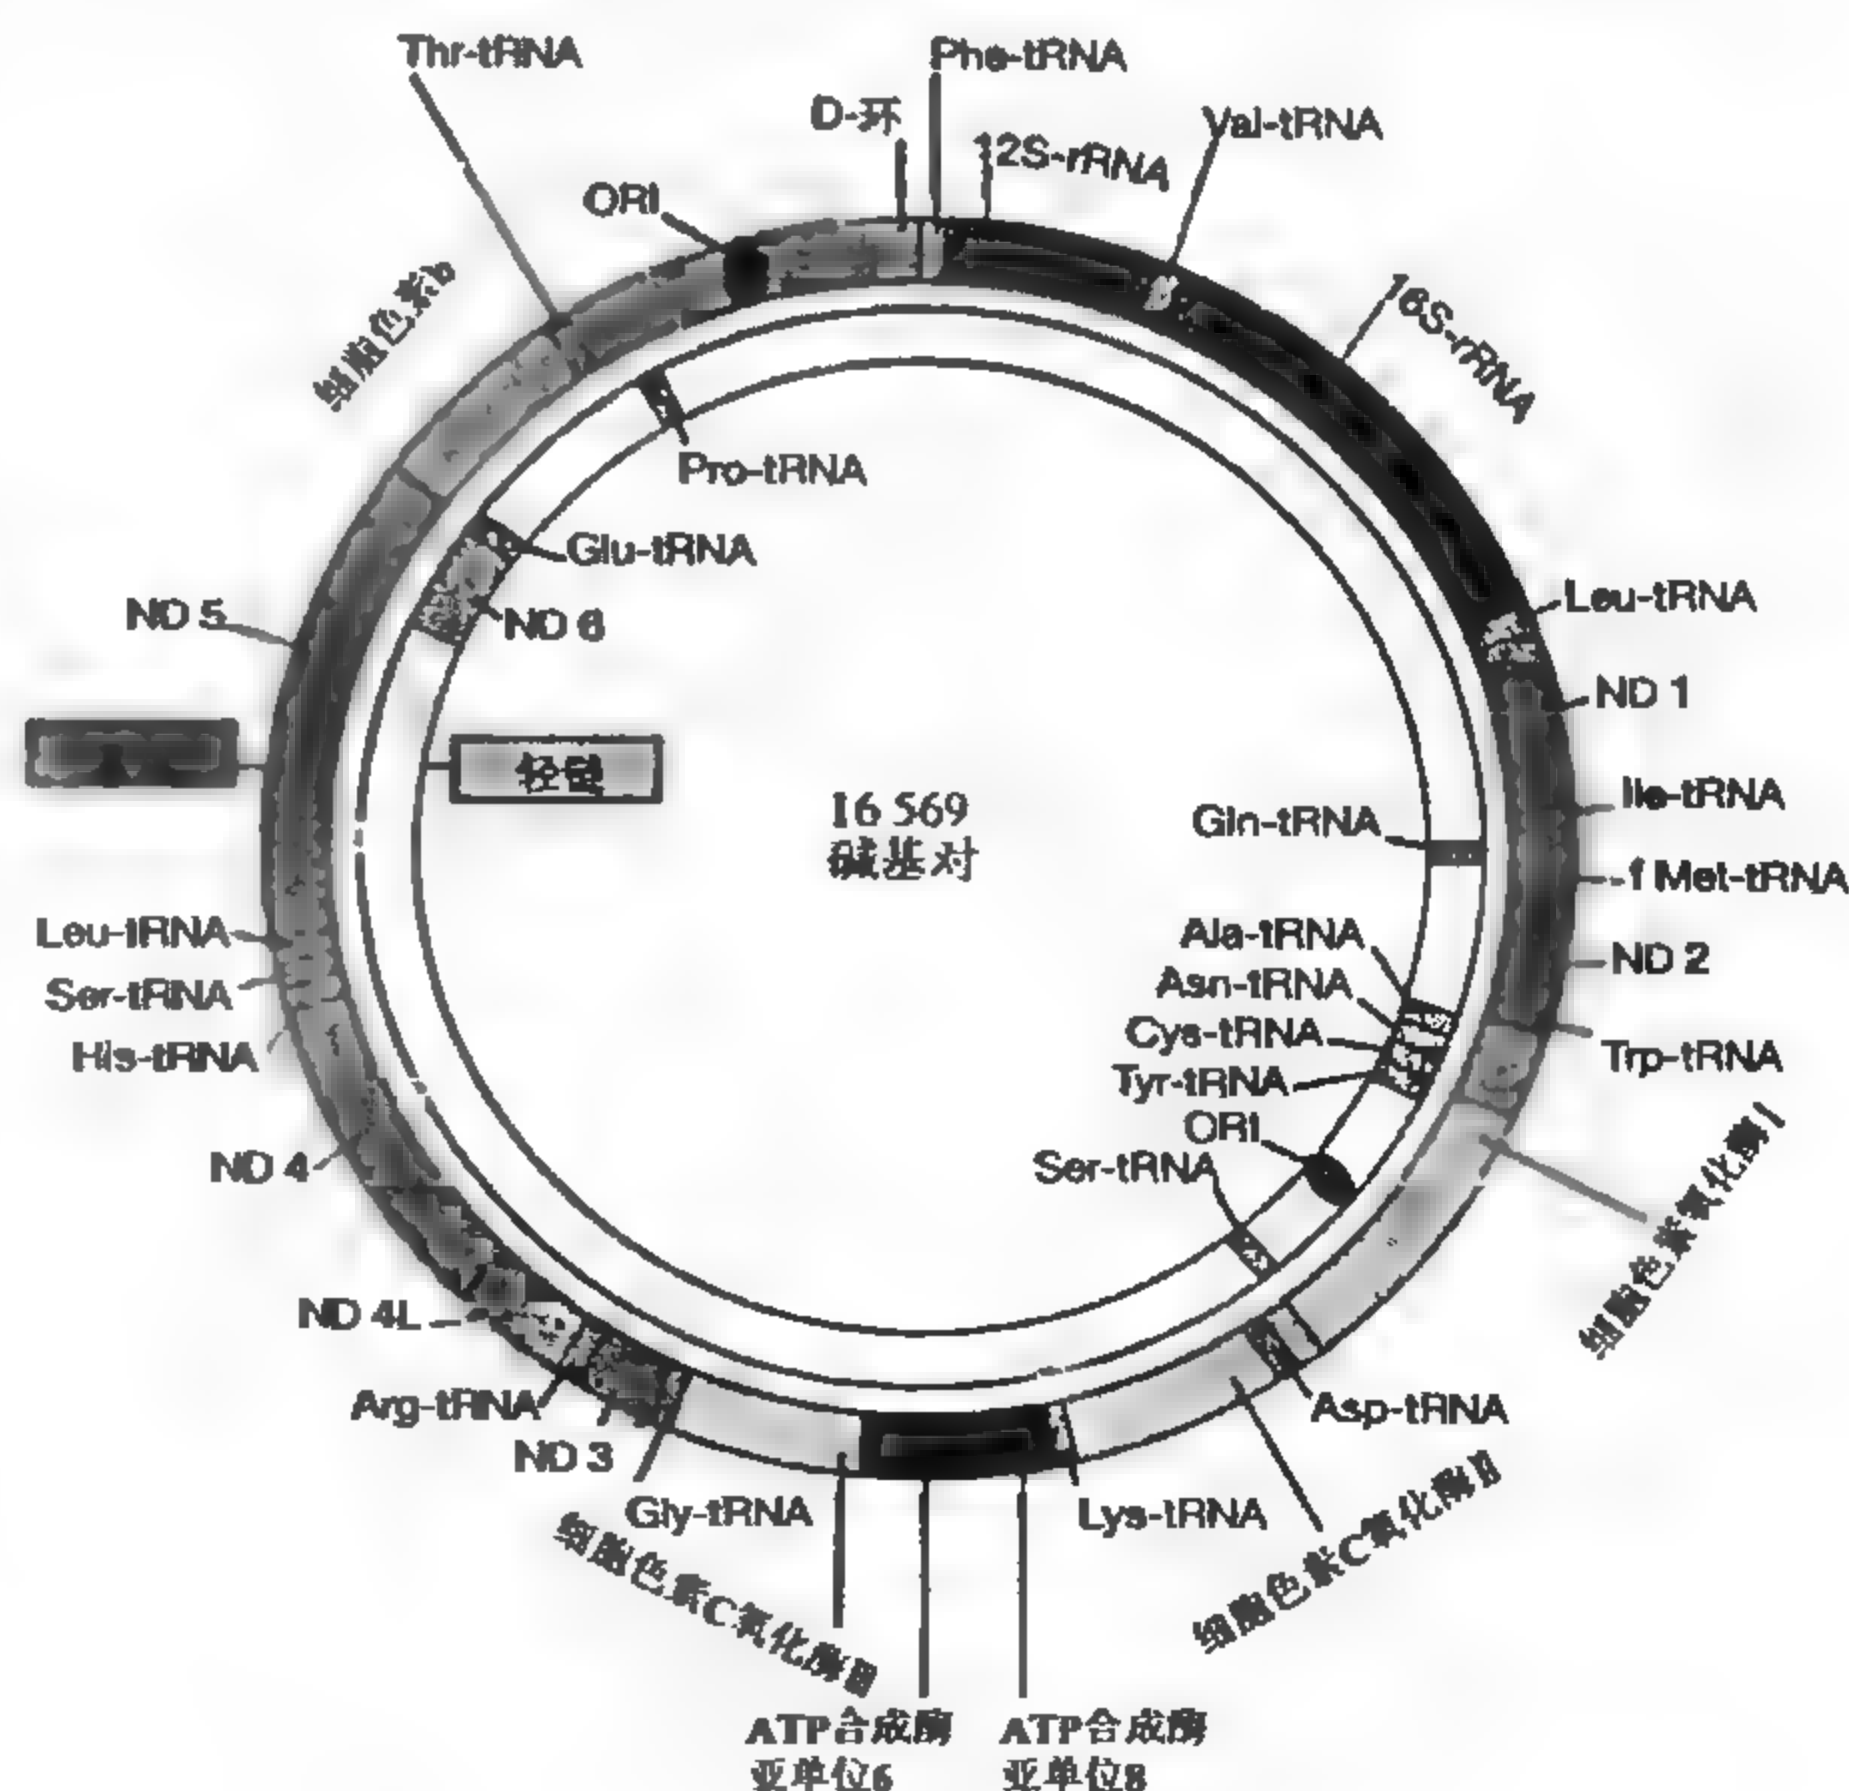 Thr-tRNA
Phe-tRNA
D-环
12S-rRNA
Val-tRNA
ORI
细胞色素b
16S-rRNA
Pro-tRNA
Glu-tRNA
ND 6
ND 5
Leu-tRNA
ND 1
轻链
16 569
碱基对
Ile-tRNA
Gln-tRNA
f Met-tRNA
Leu-tRNA
Ala-tRNA
ND 2
Ser-tRNA
Asn-tRNA
Cys-tRNA
His-tRNA
Trp-tRNA
Tyr-tRNA
ORI
ND 4
Ser-tRNA
细胞色素氧化酶I
ND 4L
Arg-tRNA
Asp-tRNA
ND 3
Gly-tRNA
Lys-tRNA
细胞色素C氧化酶II
细胞色素C氧化酶III
ATP合成酶
亚单位6
ATP合成酶
亚单位8